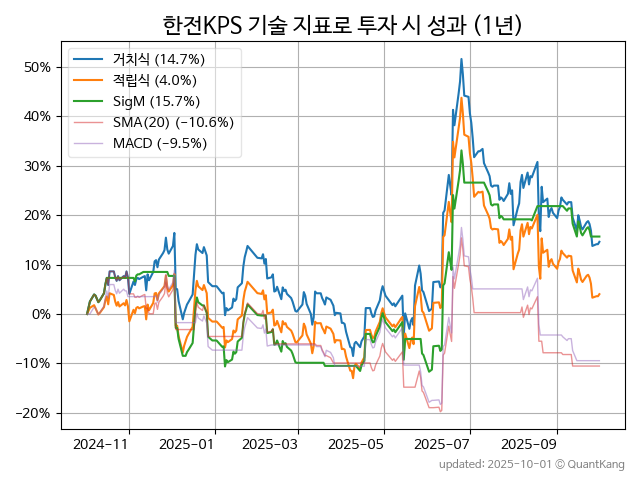 한전KPS 기술 지표로 투자 시 성과 (1년)
거치식 (14.7%)
적립식 (4.0%)
SigM (15.7%)
SMA(20) (−10.6%)
MACD (−9.5%)
50%
40%
30%
20%
10%
0%
−10%
−20%
2024-11 2025-01 2025-03 2025-05 2025-07 2025-09
updated: 2025-10-01 © QuantKang